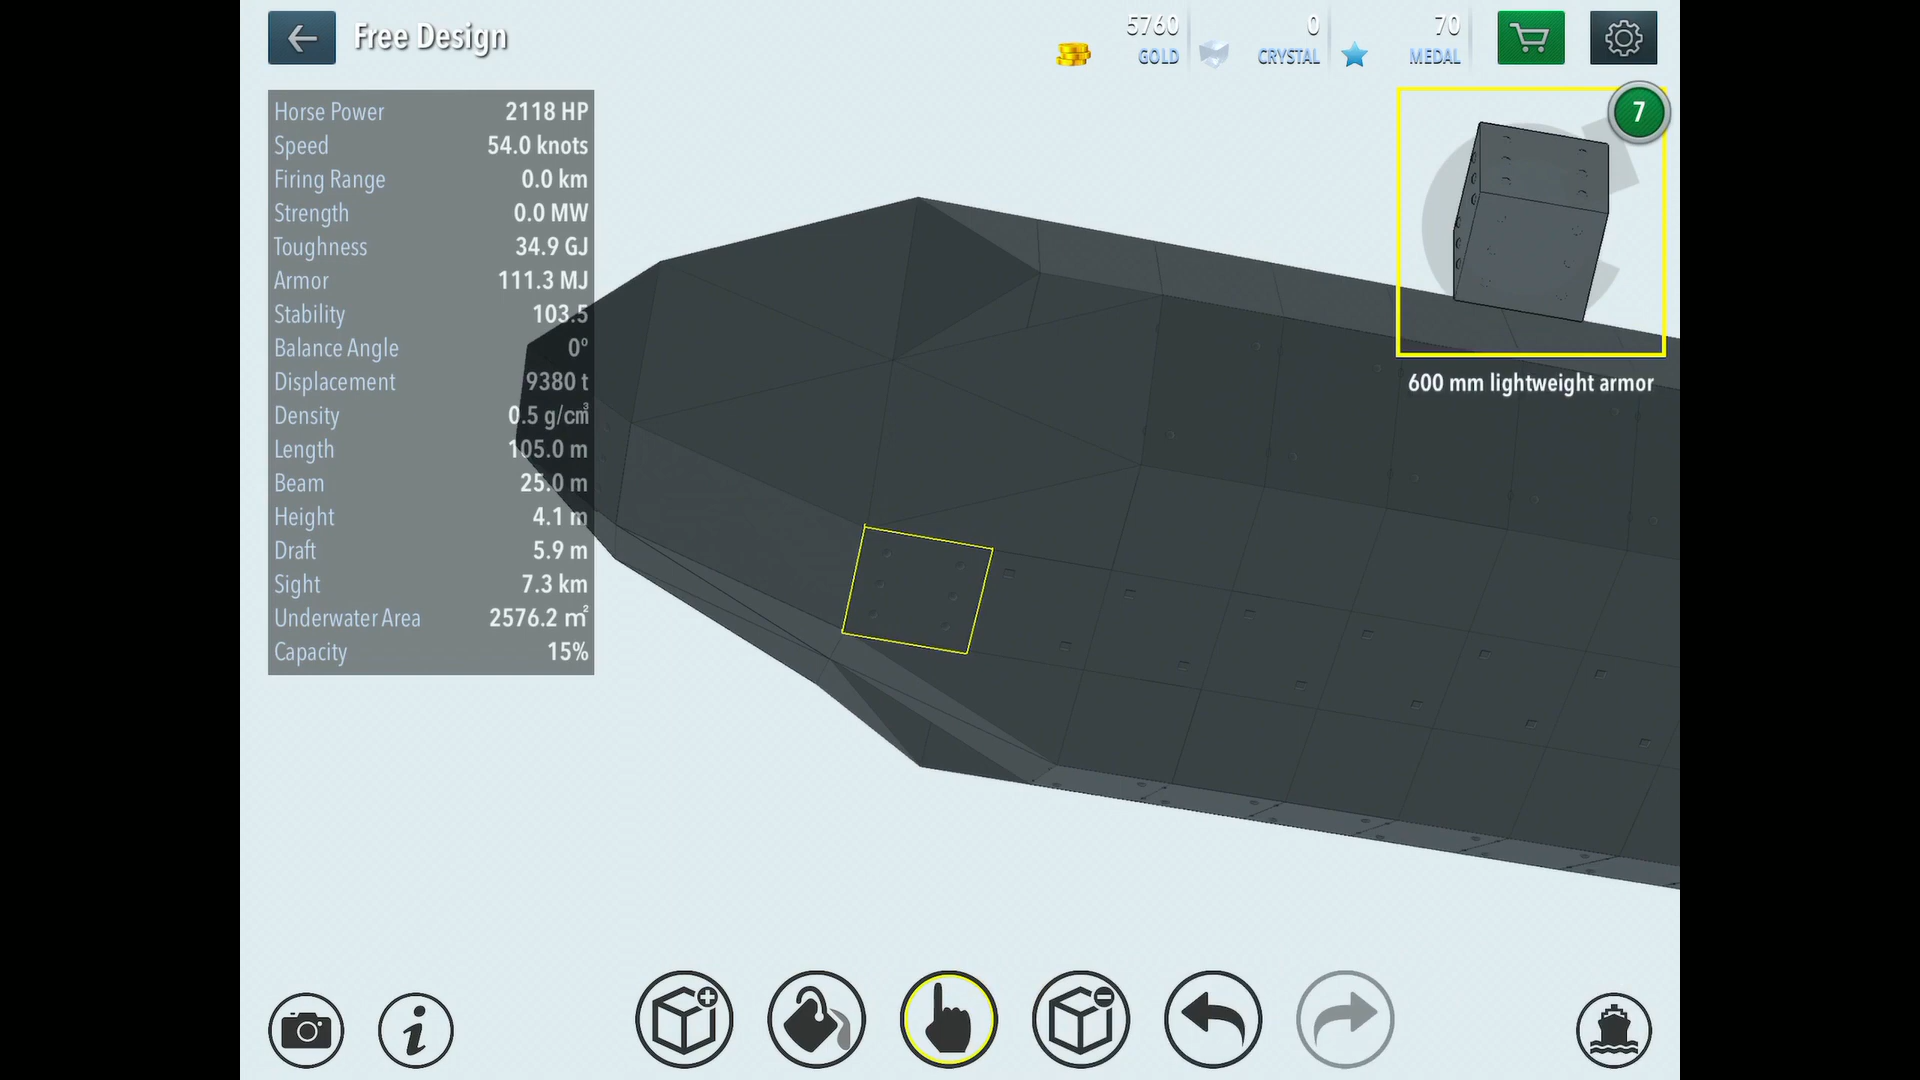 Free Design
5760
GOLD
0
CRYSTAL
70
MEDAL
7
600 mm lightweight armor
Horse Power 2118 HP
Speed 54.0 knots
Firing Range 0.0 km
Strength 0.0 MW
Toughness 34.9 GJ
Armor 111.3 MJ
Stability 103.5
Balance Angle 0°
Displacement 9380 t
Density 0.5 g/cm³
Length 105.0 m
Beam 25.0 m
Height 4.1 m
Draft 5.9 m
Sight 7.3 km
Underwater Area 2576.2 m²
Capacity 15%